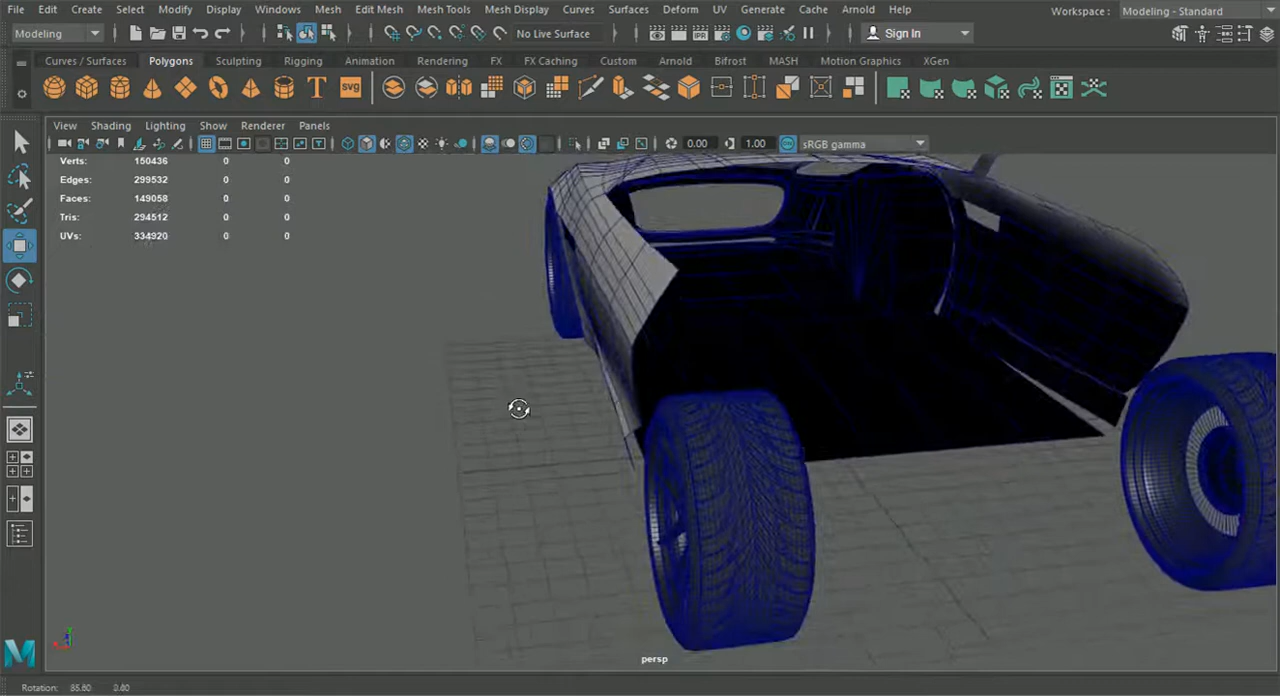 File Edit Create Select Modify Display Windows Mesh Edit Mesh Mesh Tools Mesh Display Curves Surfaces Deform UV Generate Cache Arnold Help Workspace: Modeling - Standard
Modeling No Live Surface Sign In
Curves / Surfaces Polygons Sculpting Rigging Animation Rendering FX FX Caching Custom Arnold Bifrost MASH Motion Graphics XGen
T SVG
View Shading Lighting Show Renderer Panels
0.00 1.00 sRGB gamma
Verts: 150436 0 0
Edges: 299532 0 0
Faces: 149058 0 0
Tris: 294512 0 0
UVs: 334920 0 0
persp
Rotation: